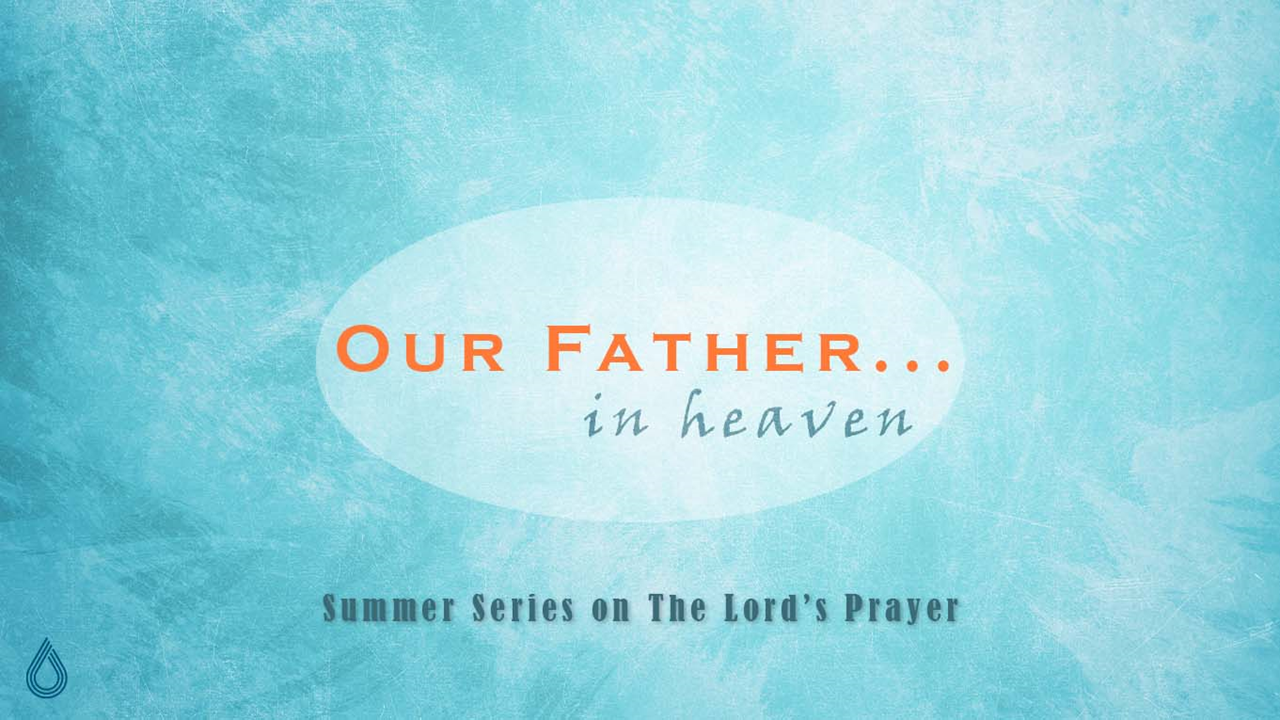 Our Father...
in heaven
Summer Series on The Lord’s Prayer